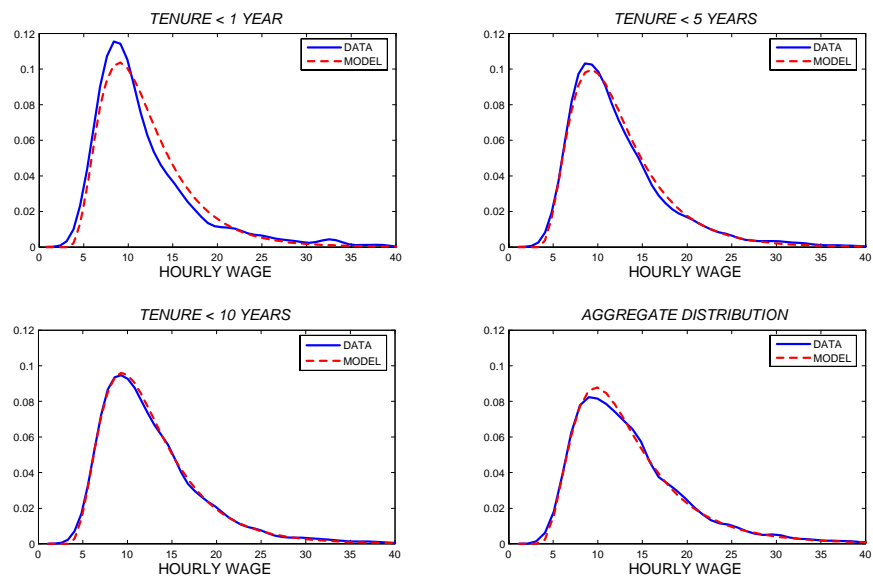 TENURE < 1 YEAR
0.12
0.1
0.08
0.06
0.04
0.02
0
0 5 10 15 20 25 30 35 40
HOURLY WAGE
DATA
MODEL
TENURE < 5 YEARS
0.12
0.1
0.08
0.06
0.04
0.02
0
0 5 10 15 20 25 30 35 40
HOURLY WAGE
DATA
MODEL
TENURE < 10 YEARS
0.12
0.1
0.08
0.06
0.04
0.02
0
0 5 10 15 20 25 30 35 40
HOURLY WAGE
DATA
MODEL
AGGREGATE DISTRIBUTION
0.12
0.1
0.08
0.06
0.04
0.02
0
0 5 10 15 20 25 30 35 40
HOURLY WAGE
DATA
MODEL